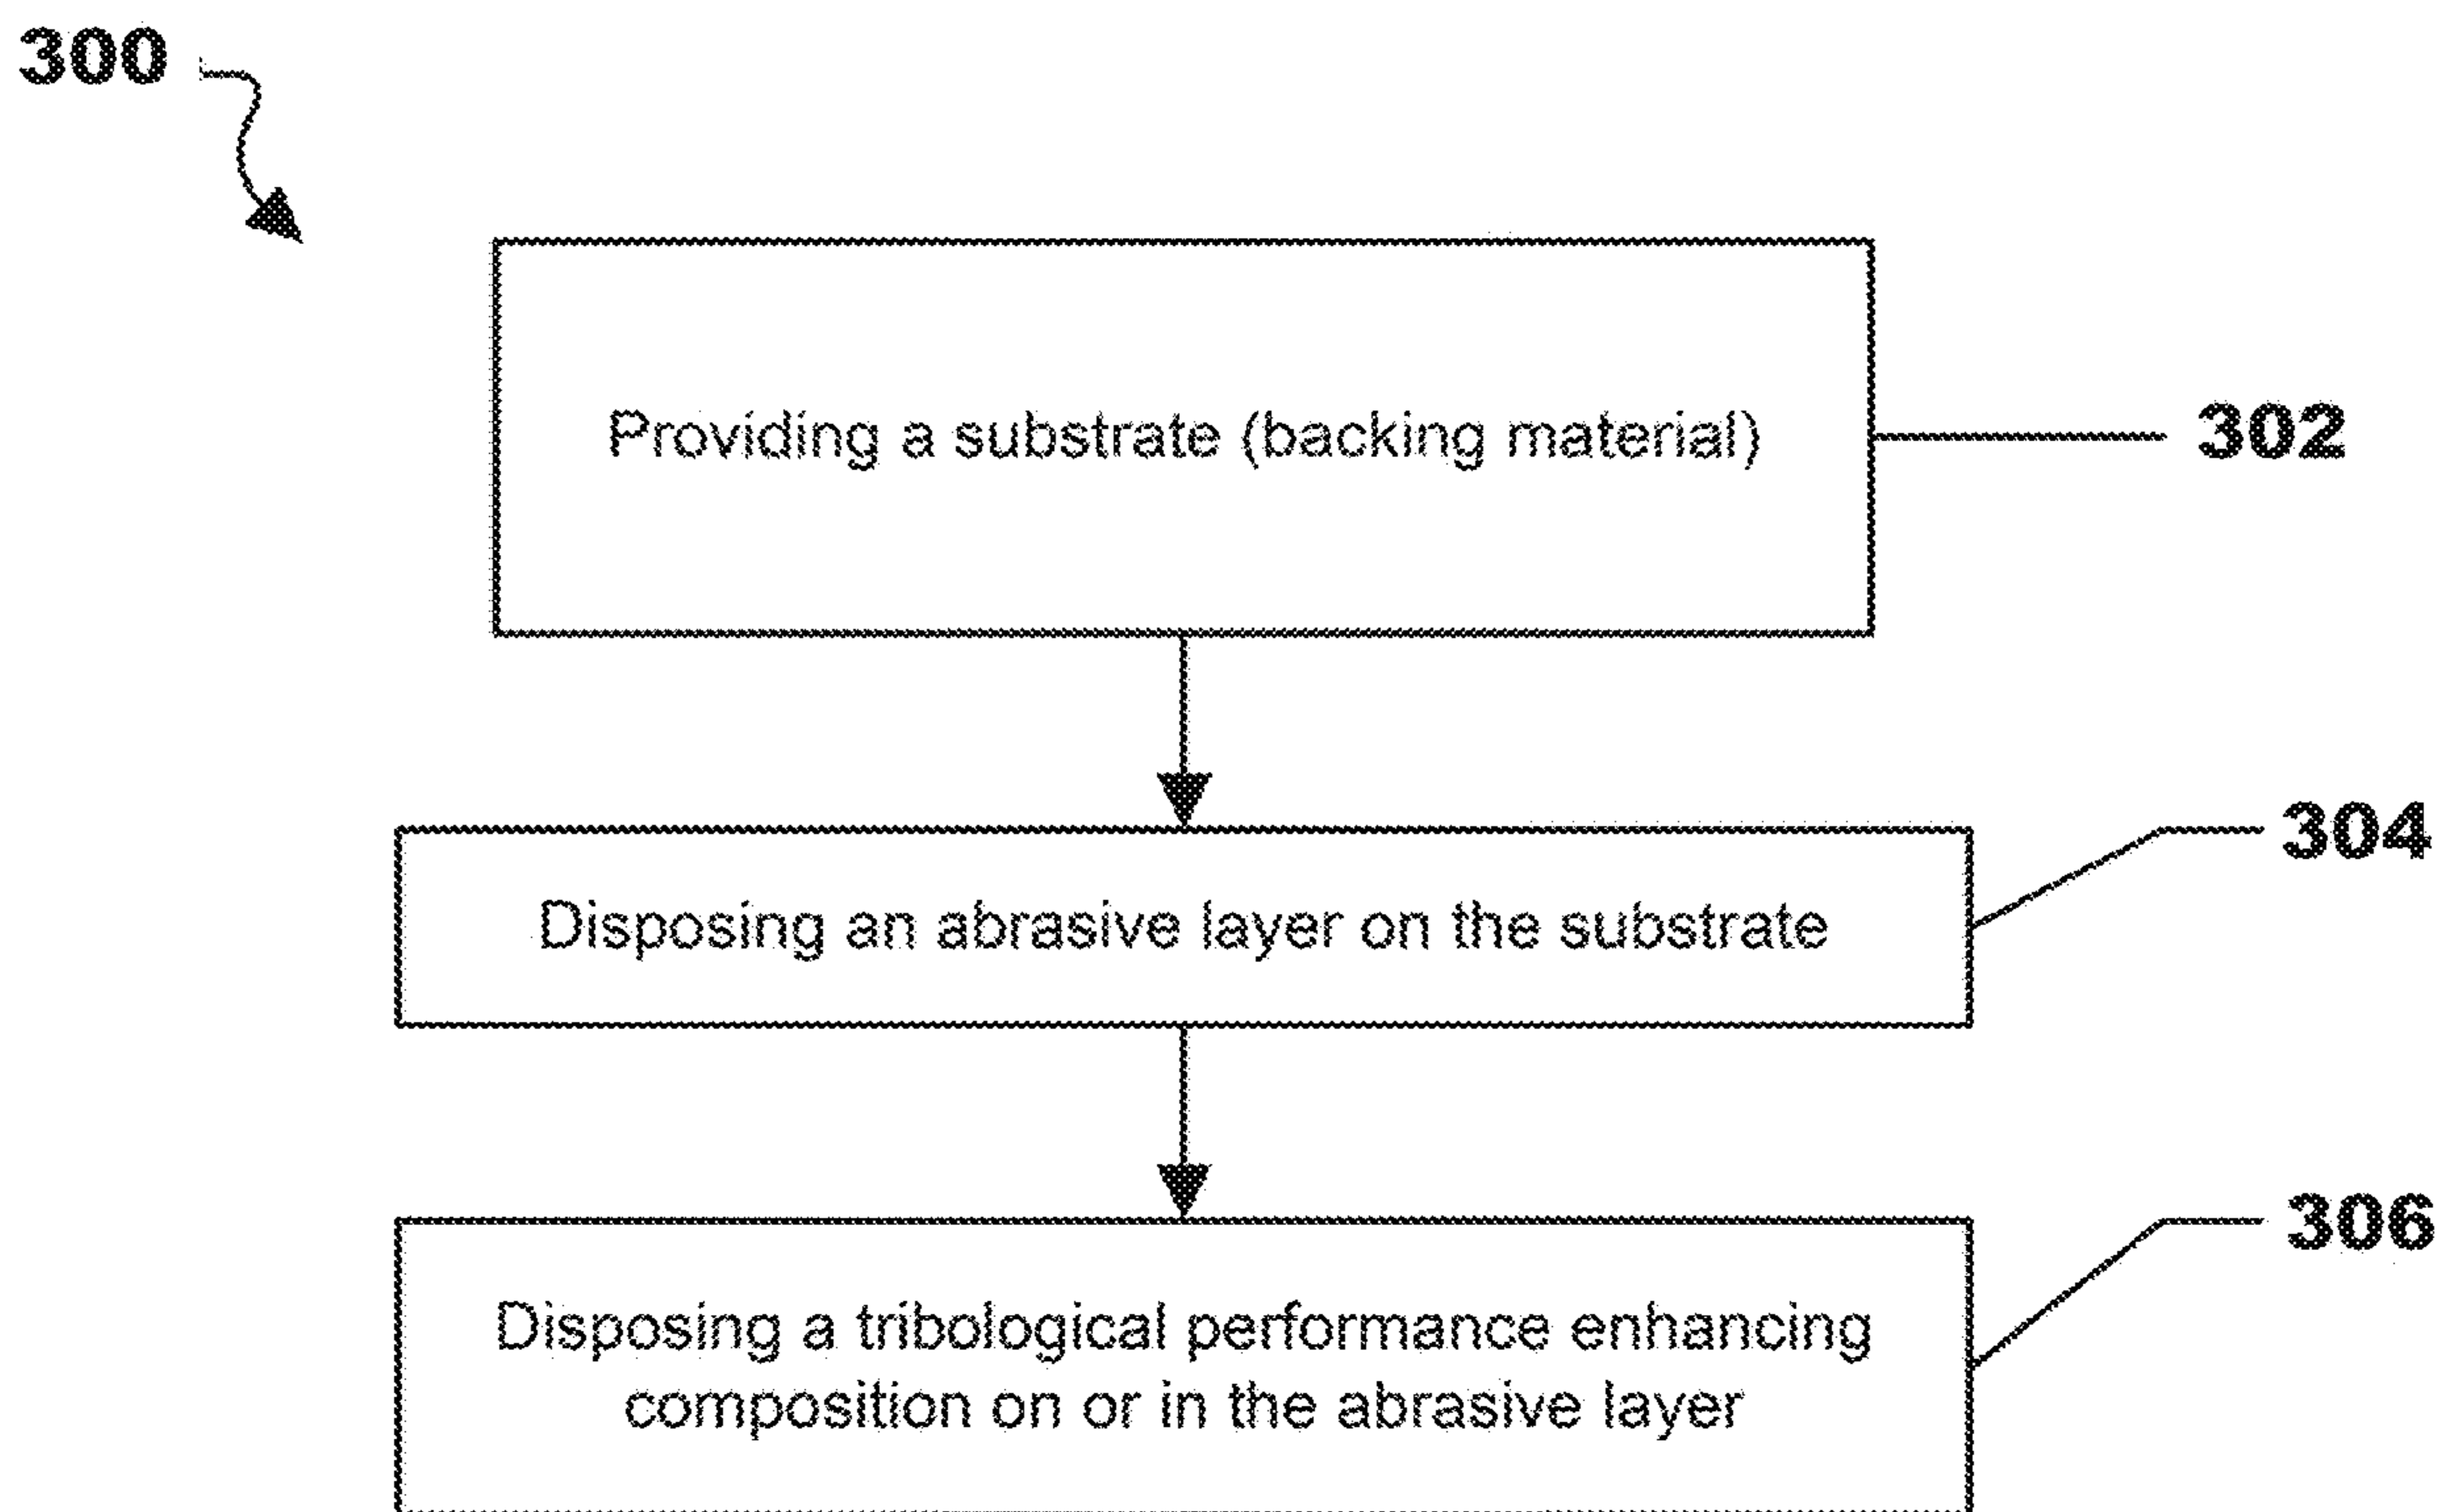 300
Providing a substrate (backing material)
302
304
Disposing an abrasive layer on the substrate
306
Disposing a tribological performance enhancing
composition on or in the abrasive layer